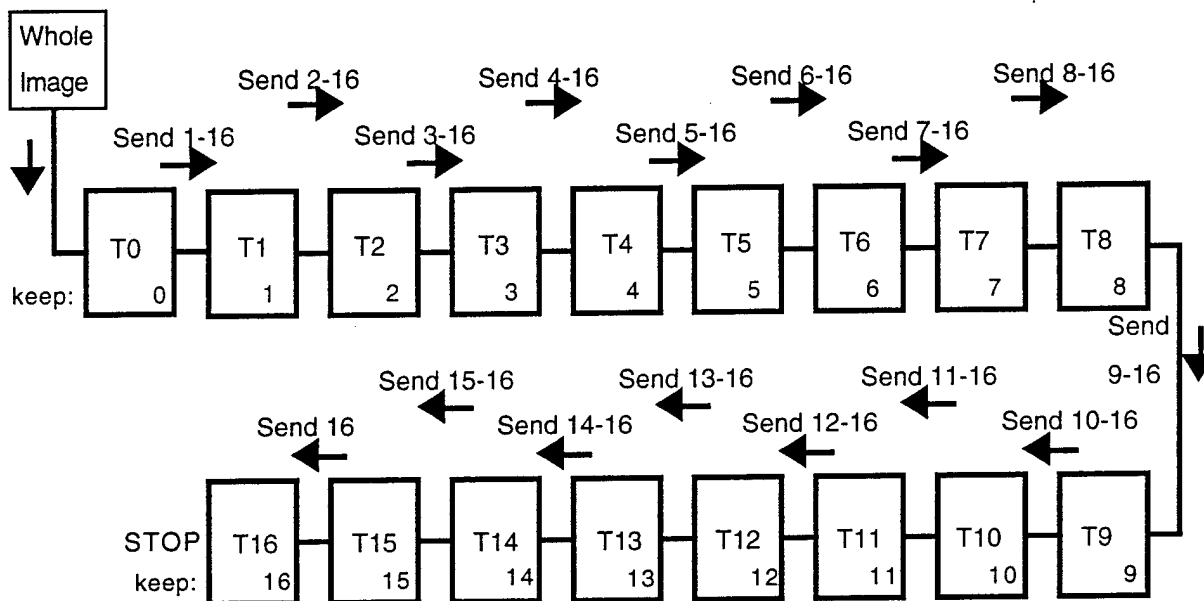 Whole
Image
Send 2-16
Send 4-16
Send 6-16
Send 8-16
Send 1-16
Send 3-16
Send 5-16
Send 7-16
T0
T1
T2
T3
T4
T5
T6
T7
T8
keep:
0
1
2
3
4
5
6
7
8
Send
9-16
Send 15-16
Send 13-16
Send 11-16
Send 16
Send 14-16
Send 12-16
Send 10-16
STOP
T16
T15
T14
T13
T12
T11
T10
T9
keep:
16
15
14
13
12
11
10
9